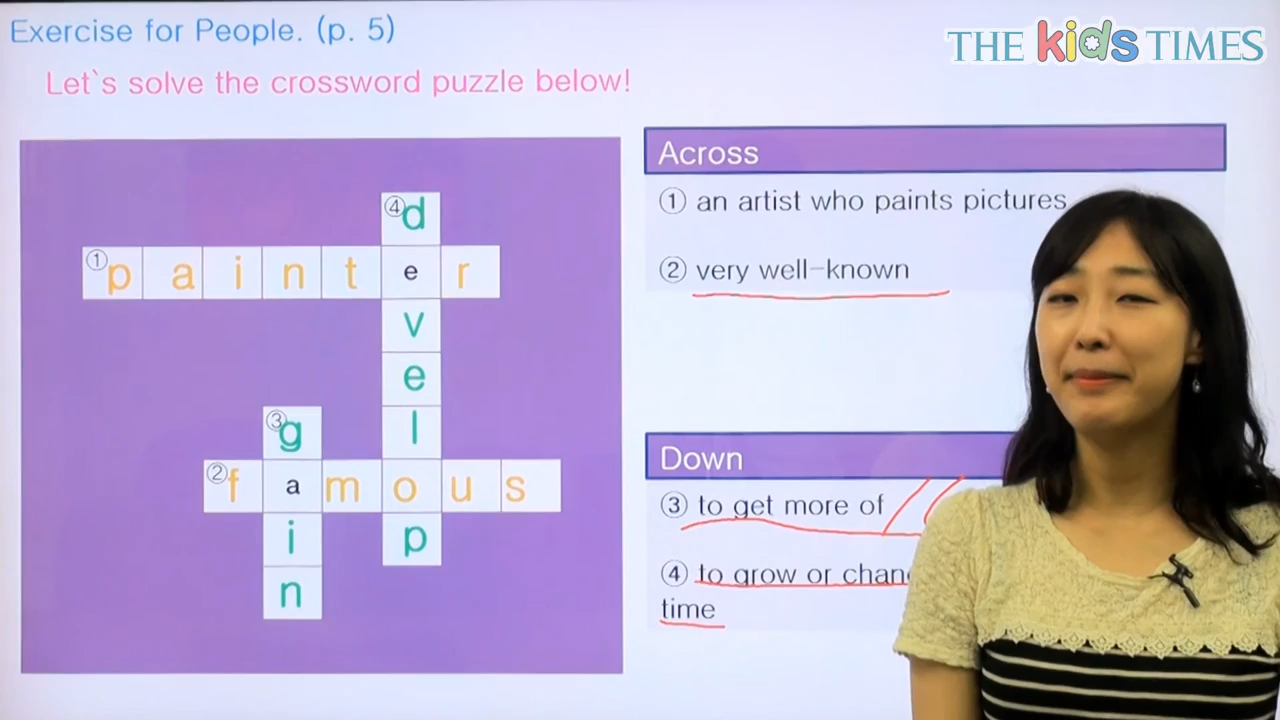 Exercise for People. (p. 5)
THE kids TIMES
Let`s solve the crossword puzzle below!
④d
①p a i n t e r
v
e
③g l
②f a m o u s
i p
n
Across
① an artist who paints pictures
② very well-known
Down
③ to get more of
④ to grow or chan
time